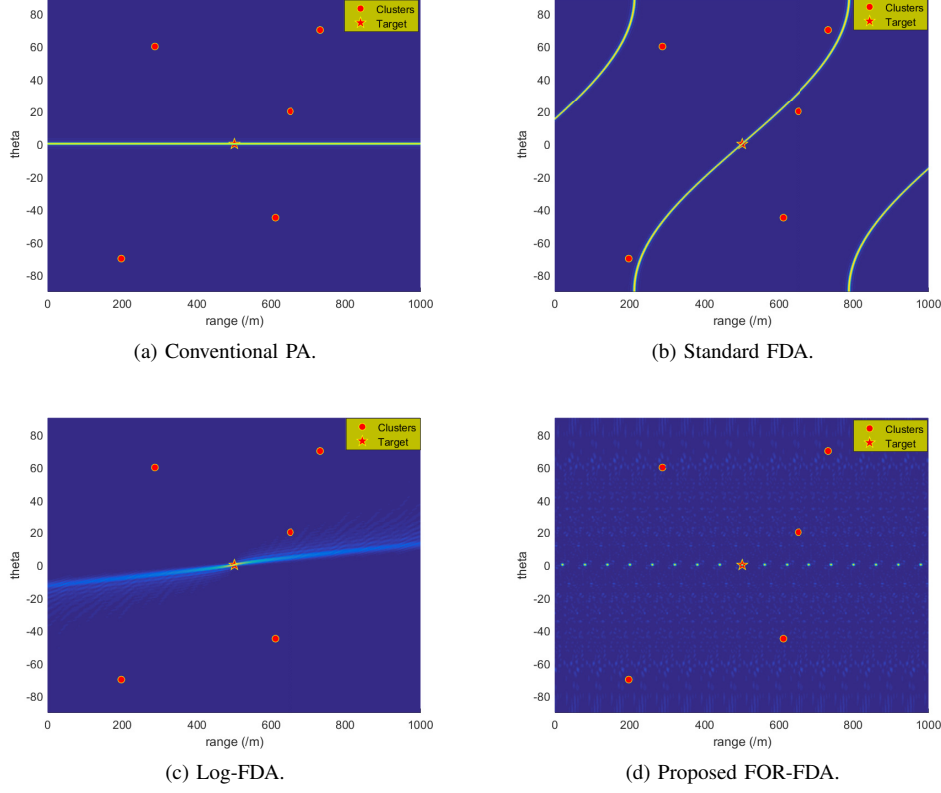 Clusters
Target
80
60
40
20
0
-20
-40
-60
-80
theta
0 200 400 600 800 1000
range (/m)
(a) Conventional PA.
Clusters
Target
80
60
40
20
0
-20
-40
-60
-80
theta
0 200 400 600 800 1000
range (/m)
(b) Standard FDA.
Clusters
Target
80
60
40
20
0
-20
-40
-60
-80
theta
0 200 400 600 800 1000
range (/m)
(c) Log-FDA.
Clusters
Target
80
60
40
20
0
-20
-40
-60
-80
theta
0 200 400 600 800 1000
range (/m)
(d) Proposed FOR-FDA.